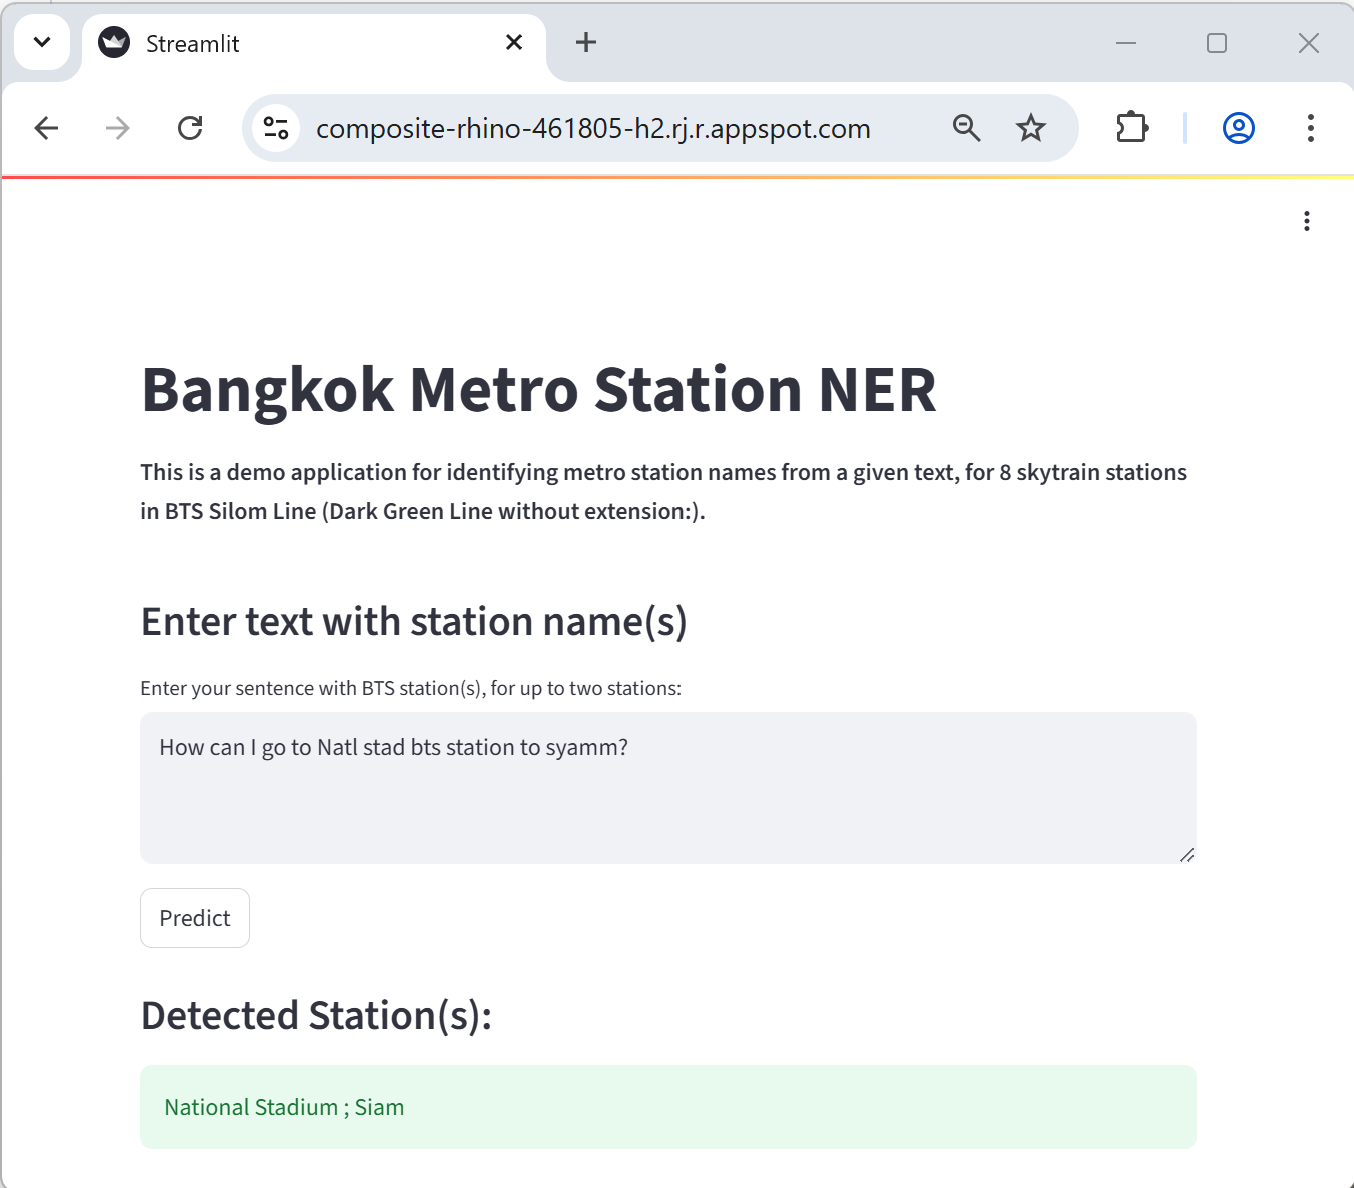 Streamlit
composite-rhino-461805-h2.rj.r.appspot.com
Bangkok Metro Station NER
This is a demo application for identifying metro station names from a given text, for 8 skytrain stations
in BTS Silom Line (Dark Green Line without extension:).
Enter text with station name(s)
Enter your sentence with BTS station(s), for up to two stations:
How can I go to Natl stad bts station to syamm?
Predict
Detected Station(s):
National Stadium ; Siam